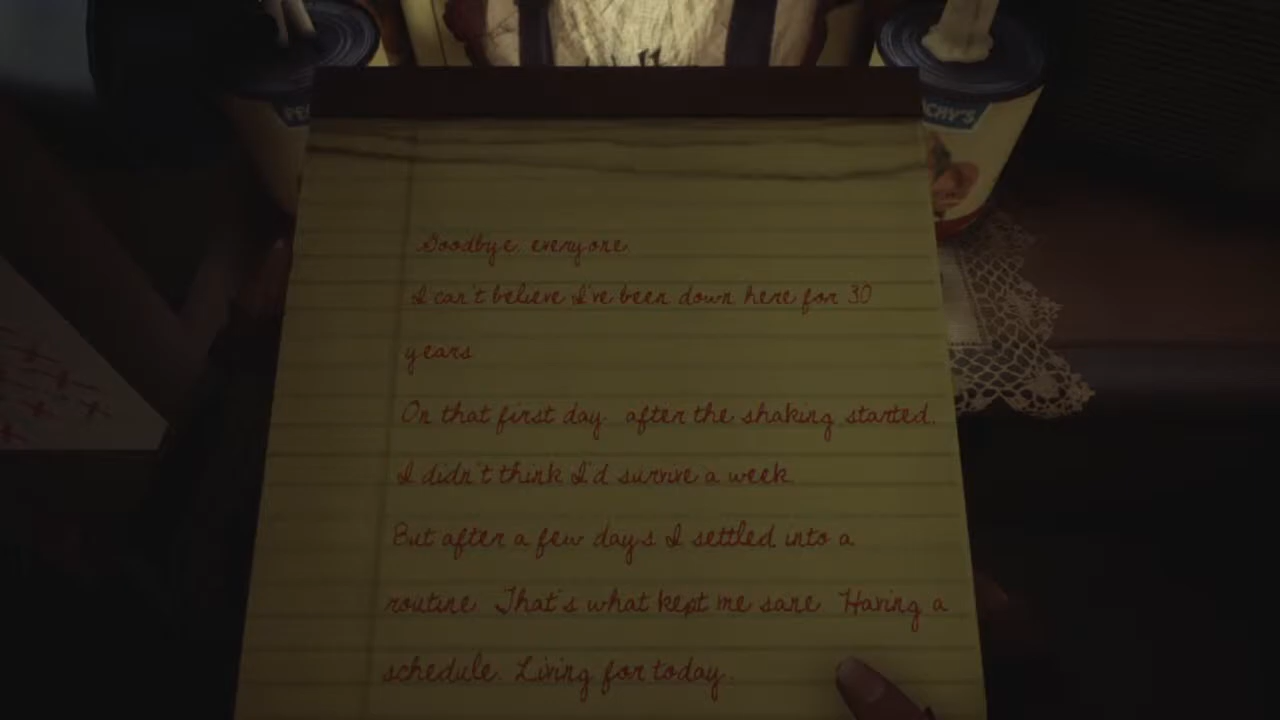 PE
CHY'S
Goodbye, everyone.
I can't believe I've been down here for 30
years.
On that first day, after the shaking started,
I didn't think I'd survive a week.
But after a few days I settled into a
routine. That's what kept me sane. Having a
schedule. Living for today.